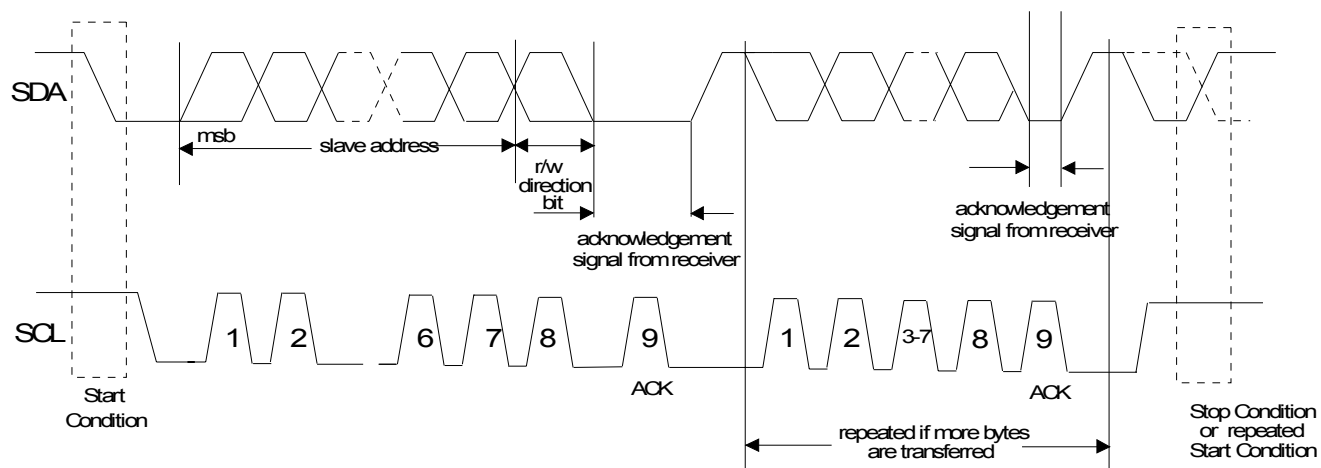 SDA
msb
slave address
r/w
direction
bit
acknowledgement
signal from receiver
acknowledgement
signal from receiver
SCL
1
2
6
7
8
9
1
2
3-7
8
9
ACK
ACK
Start
Condition
repeated if more bytes
are transferred
Stop Condition
or repeated
Start Condition